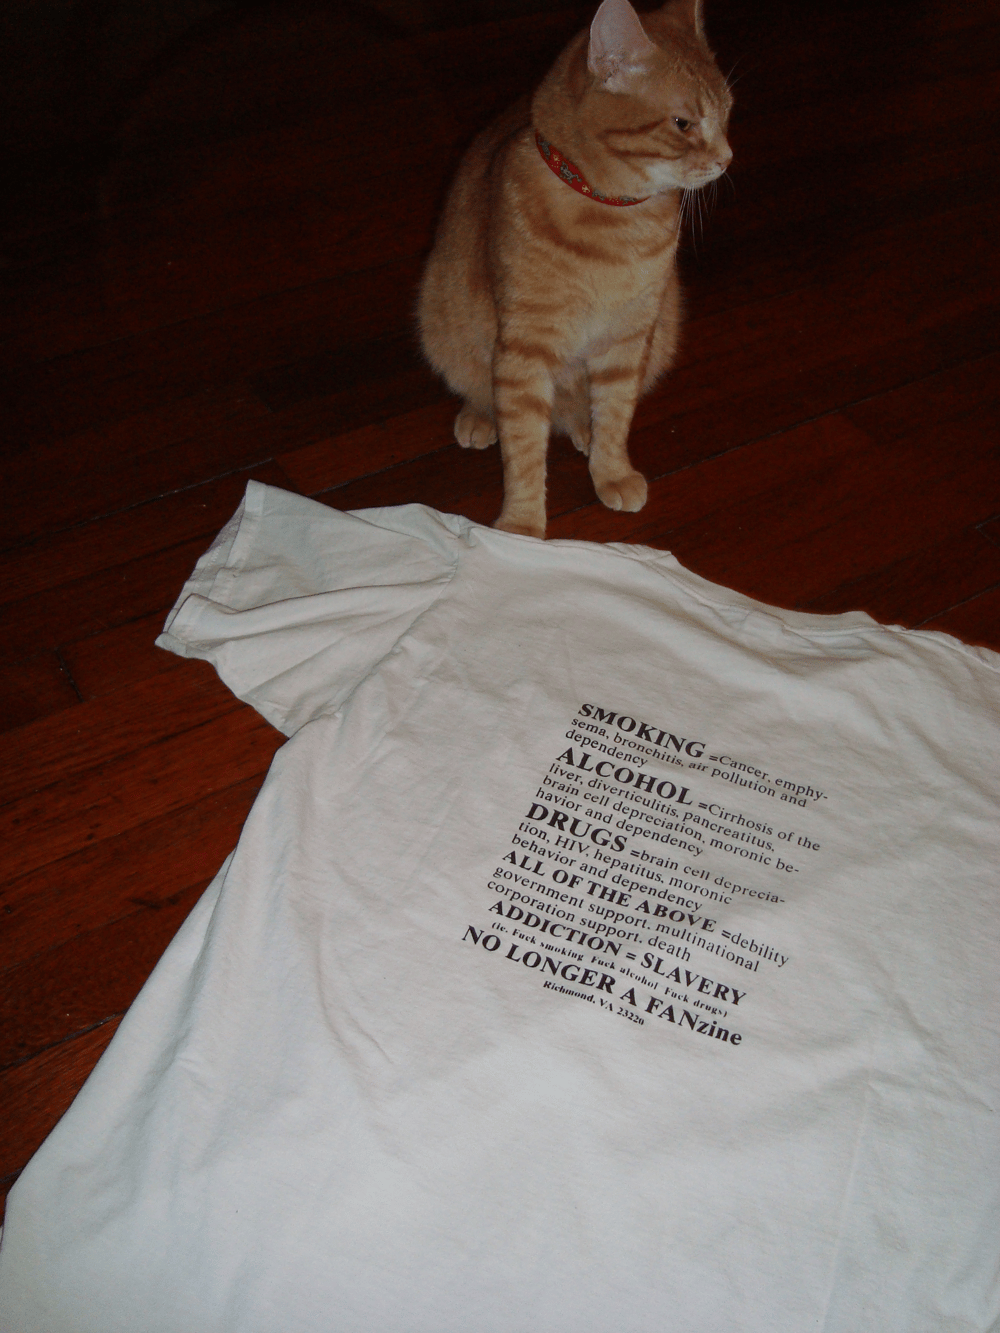 SMOKING =Cancer, emphy-
sema, bronchitis, air pollution and
dependency
ALCOHOL =Cirrhosis of the
liver, diverticulitis, pancreatitus,
brain cell depreciation, moronic be-
havior and dependency
DRUGS =brain cell deprecia-
tion, HIV, hepatitus, moronic
behavior and dependency
ALL OF THE ABOVE =debility
government support, multinational
corporation support, death
ADDICTION = SLAVERY
(ie. Fuck smoking Fuck alcohol Fuck drugs)
NO LONGER A FANzine
Richmond, VA 23220